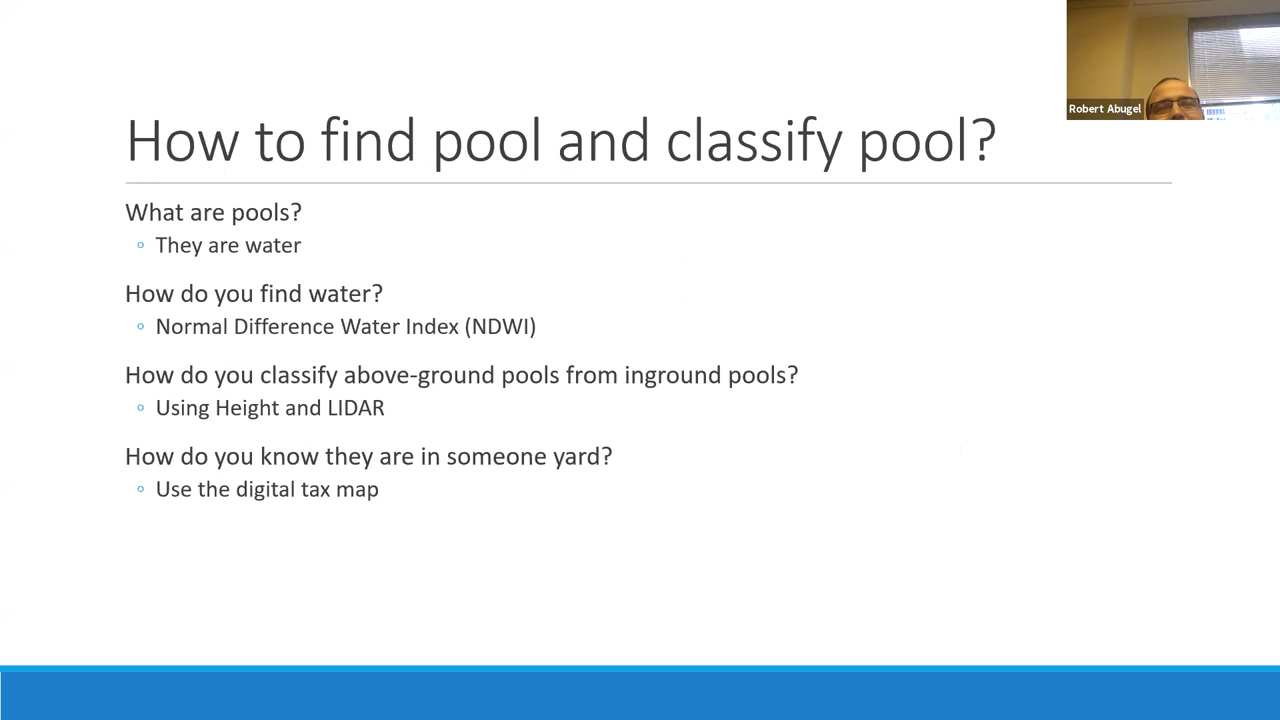 Robert Abugel
How to find pool and classify pool?
What are pools?
They are water
How do you find water?
Normal Difference Water Index (NDWI)
How do you classify above-ground pools from inground pools?
Using Height and LIDAR
How do you know they are in someone yard?
Use the digital tax map